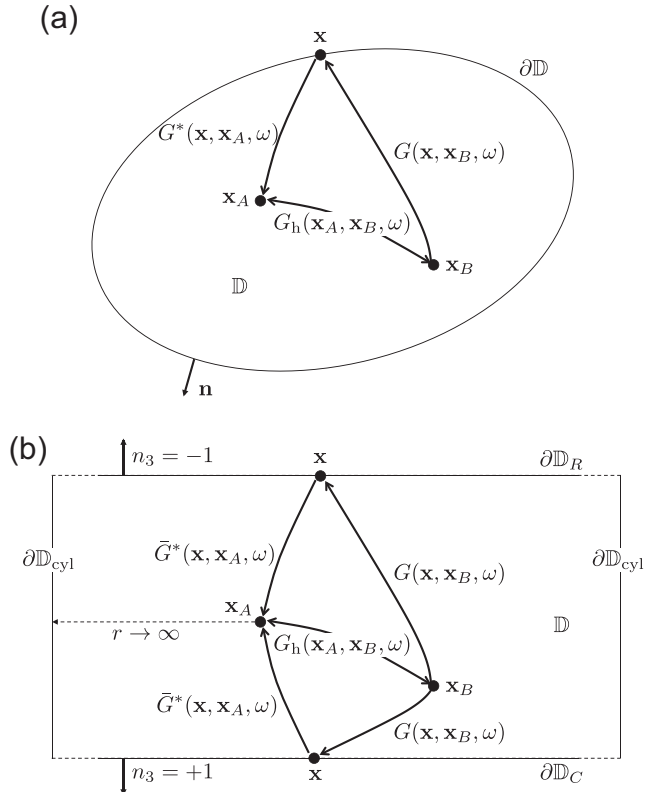 (a)
x
∂𝔻
G*(x, x_A, ω)
G(x, x_B, ω)
x_A
G_h(x_A, x_B, ω)
x_B
𝔻
n
(b)
n_3 = −1
x
∂𝔻_R
Ḡ*(x, x_A, ω)
∂𝔻_cyl
G(x, x_B, ω)
∂𝔻_cyl
x_A
r → ∞
G_h(x_A, x_B, ω)
𝔻
x_B
Ḡ*(x, x_A, ω)
G(x, x_B, ω)
n_3 = +1
x
∂𝔻_C